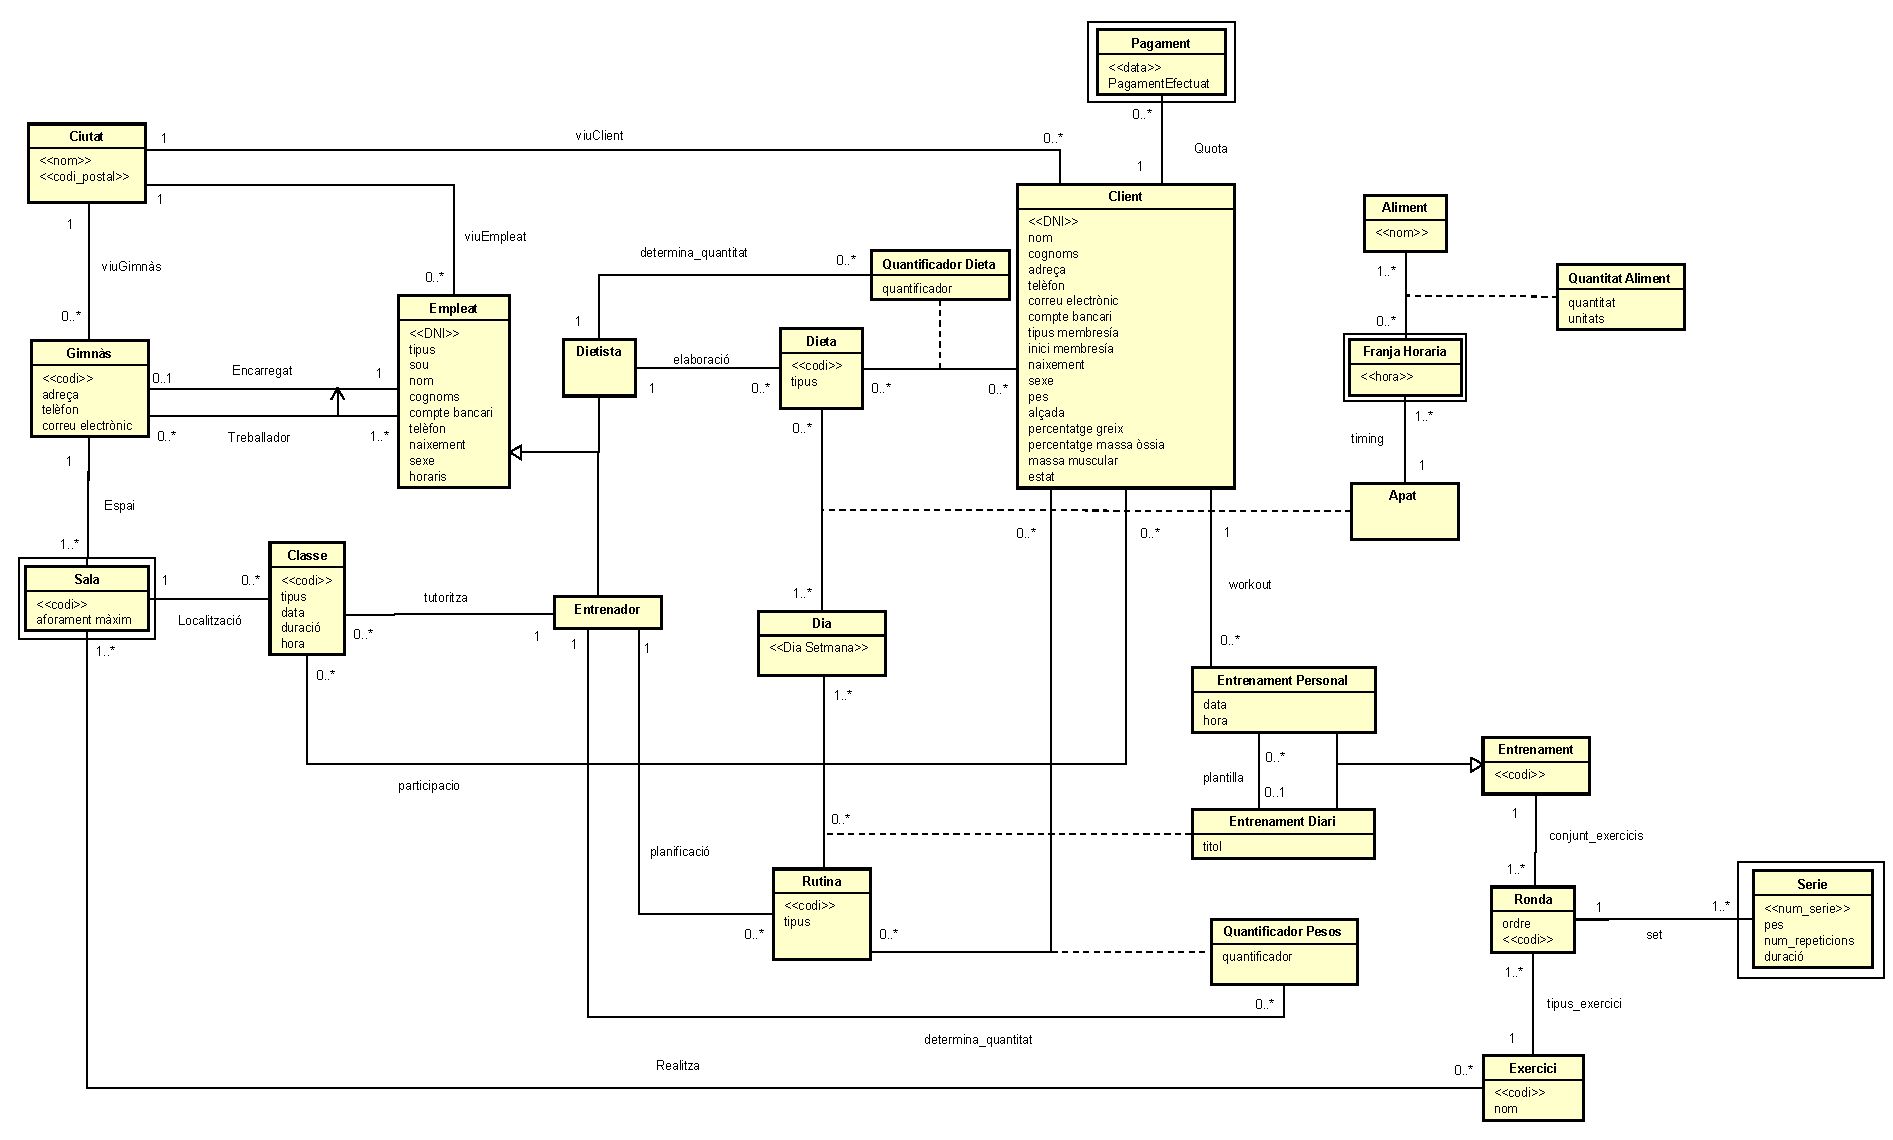 Pagament
<<data>>
PagamentEfectuat
0..*
Quota
1
Ciutat
<<nom>>
<<codi_postal>>
1
viuClient
0..*
1
viuEmpleat
0..*
1
viuGimnàs
0..*
Client
<<DNI>>
nom
cognoms
adreça
telèfon
correu electrònic
compte bancari
tipus membresía
inici membresía
naixement
sexe
pes
alçada
percentatge greix
percentatge massa òssia
massa muscular
estat
Aliment
<<nom>>
1..*
0..*
Quantitat Aliment
quantitat
unitats
Franja Horaria
<<hora>>
1..*
timing
1
Apat
determina_quantitat
0..*
1
Quantificador Dieta
quantificador
Empleat
<<DNI>>
tipus
sou
nom
cognoms
compte bancari
telèfon
naixement
sexe
horaris
Dietista
elaboració
1
0..*
Dieta
<<codi>>
tipus
0..*
0..*
0..*
Gimnàs
<<codi>>
adreça
telèfon
correu electrònic
0..1
Encarregat
1
0..*
Treballador
1..*
1
Espai
1..*
Sala
<<codi>>
aforament màxim
1
Localització
0..*
1..*
Classe
<<codi>>
tipus
data
duració
hora
0..*
tutoritza
1
0..*
participacio
Entrenador
1
1
1..*
Dia
<<Dia Setmana>>
1..*
0..*
0..*
0..*
1
workout
0..*
Entrenament Personal
data
hora
0..*
plantilla
0..1
Entrenament Diari
titol
Entrenament
<<codi>>
1
conjunt_exercicis
1..*
planificació
Rutina
<<codi>>
tipus
0..*
0..*
Quantificador Pesos
quantificador
0..*
determina_quantitat
Ronda
ordre
<<codi>>
1
set
1..*
Serie
<<num_serie>>
pes
num_repeticions
duració
1..*
tipus_exercici
1
Realitza
0..*
Exercici
<<codi>>
nom